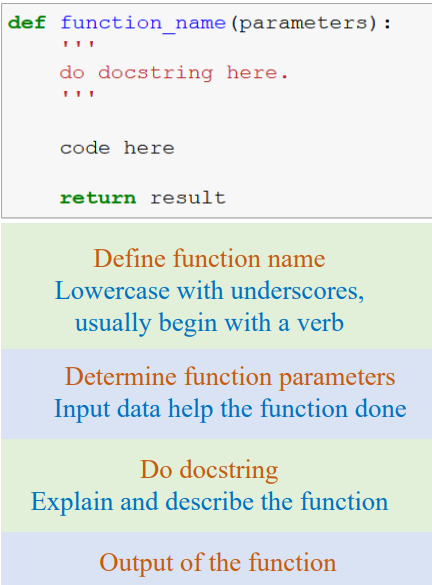 def function_name(parameters):
'''
do docstring here.
'''
code here
return result
Define function name
Lowercase with underscores,
usually begin with a verb
Determine function parameters
Input data help the function done
Do docstring
Explain and describe the function
Output of the function